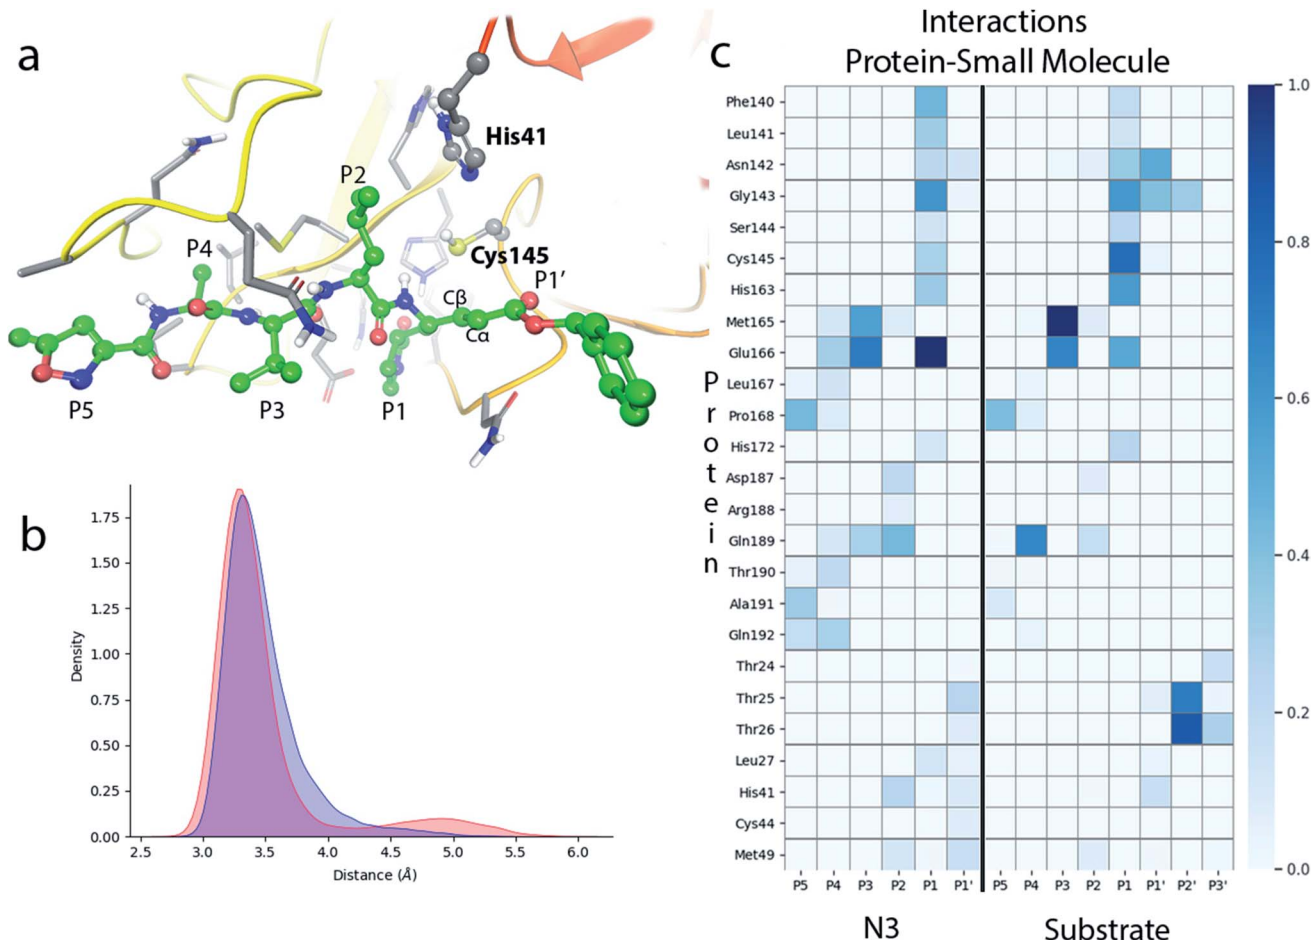 a
His41
P2
P4
Cys145
P1′
Cβ
Cα
P5
P3
P1
b
Density
1.75
1.50
1.25
1.00
0.75
0.50
0.25
0.00
2.5 3.0 3.5 4.0 4.5 5.0 5.5 6.0
Distance (Å)
c
Interactions
Protein-Small Molecule
Protein
Phe140
Leu141
Asn142
Gly143
Ser144
Cys145
His163
Met165
Glu166
Leu167
Pro168
His172
Asp187
Arg188
Gln189
Thr190
Ala191
Gln192
Thr24
Thr25
Thr26
Leu27
His41
Cys44
Met49
P5 P4 P3 P2 P1 P1' P5 P4 P3 P2 P1 P1' P2' P3'
N3 Substrate
1.0
0.8
0.6
0.4
0.2
0.0